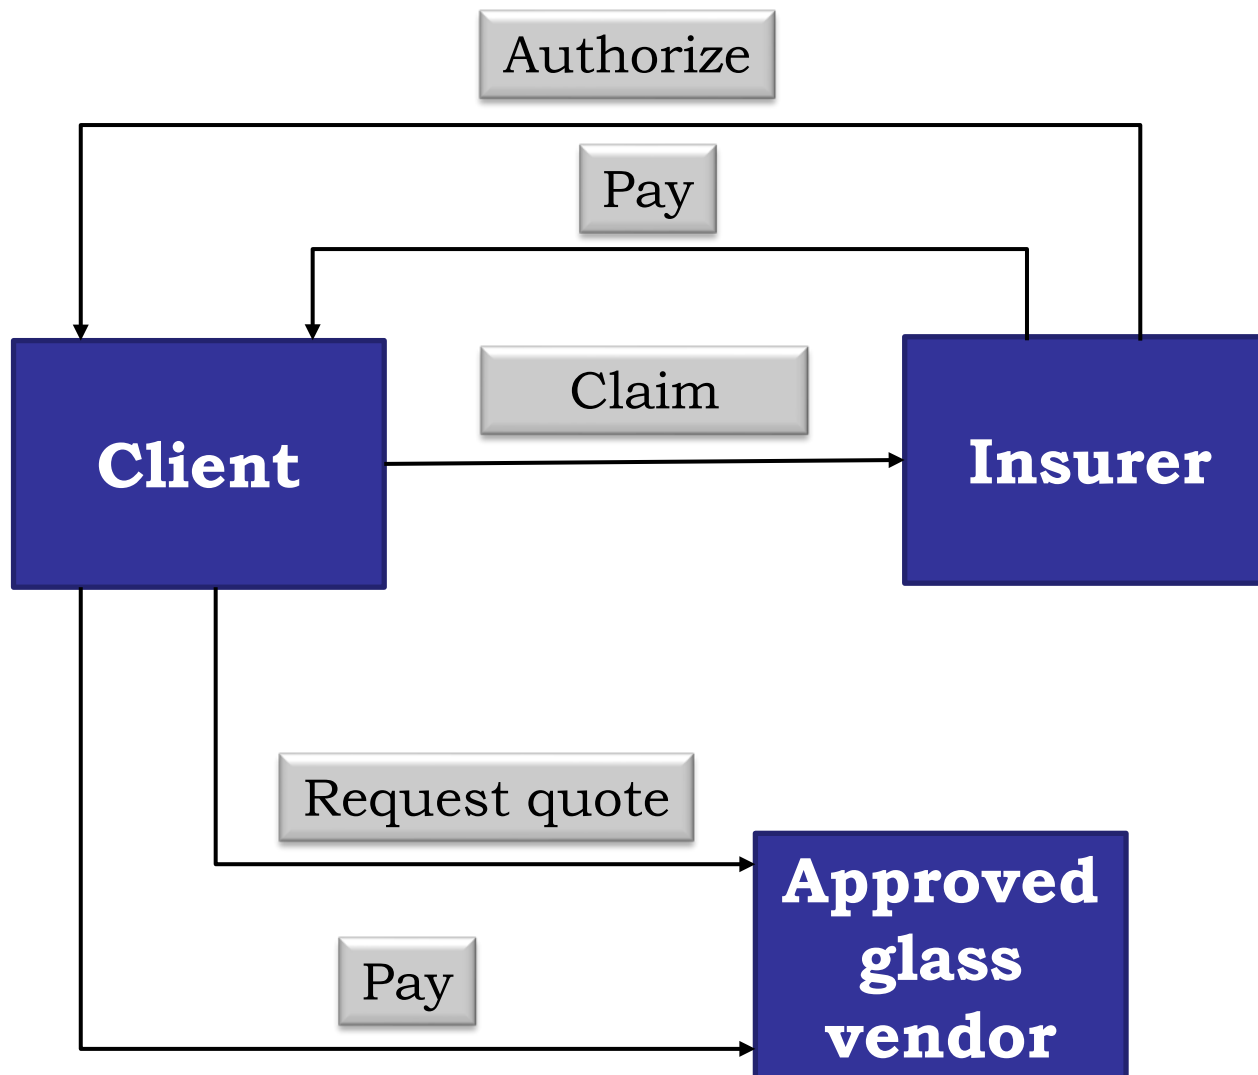 Authorize
Pay
Claim
Client
Insurer
Request quote
Approved
glass
vendor
Pay